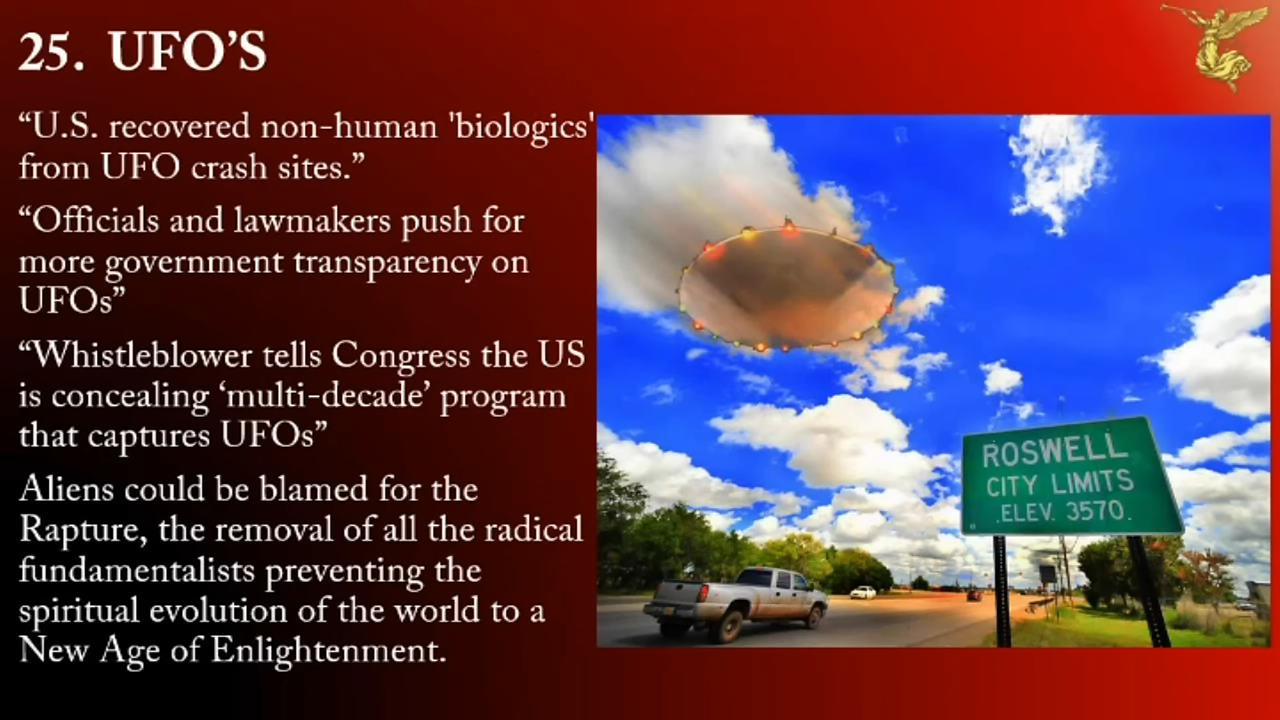 25. UFO’S
“U.S. recovered non-human 'biologics'
from UFO crash sites.”
“Officials and lawmakers push for
more government transparency on
UFOs”
“Whistleblower tells Congress the US
is concealing ‘multi-decade’ program
that captures UFOs”
Aliens could be blamed for the
Rapture, the removal of all the radical
fundamentalists preventing the
spiritual evolution of the world to a
New Age of Enlightenment.
ROSWELL
CITY LIMITS
ELEV. 3570